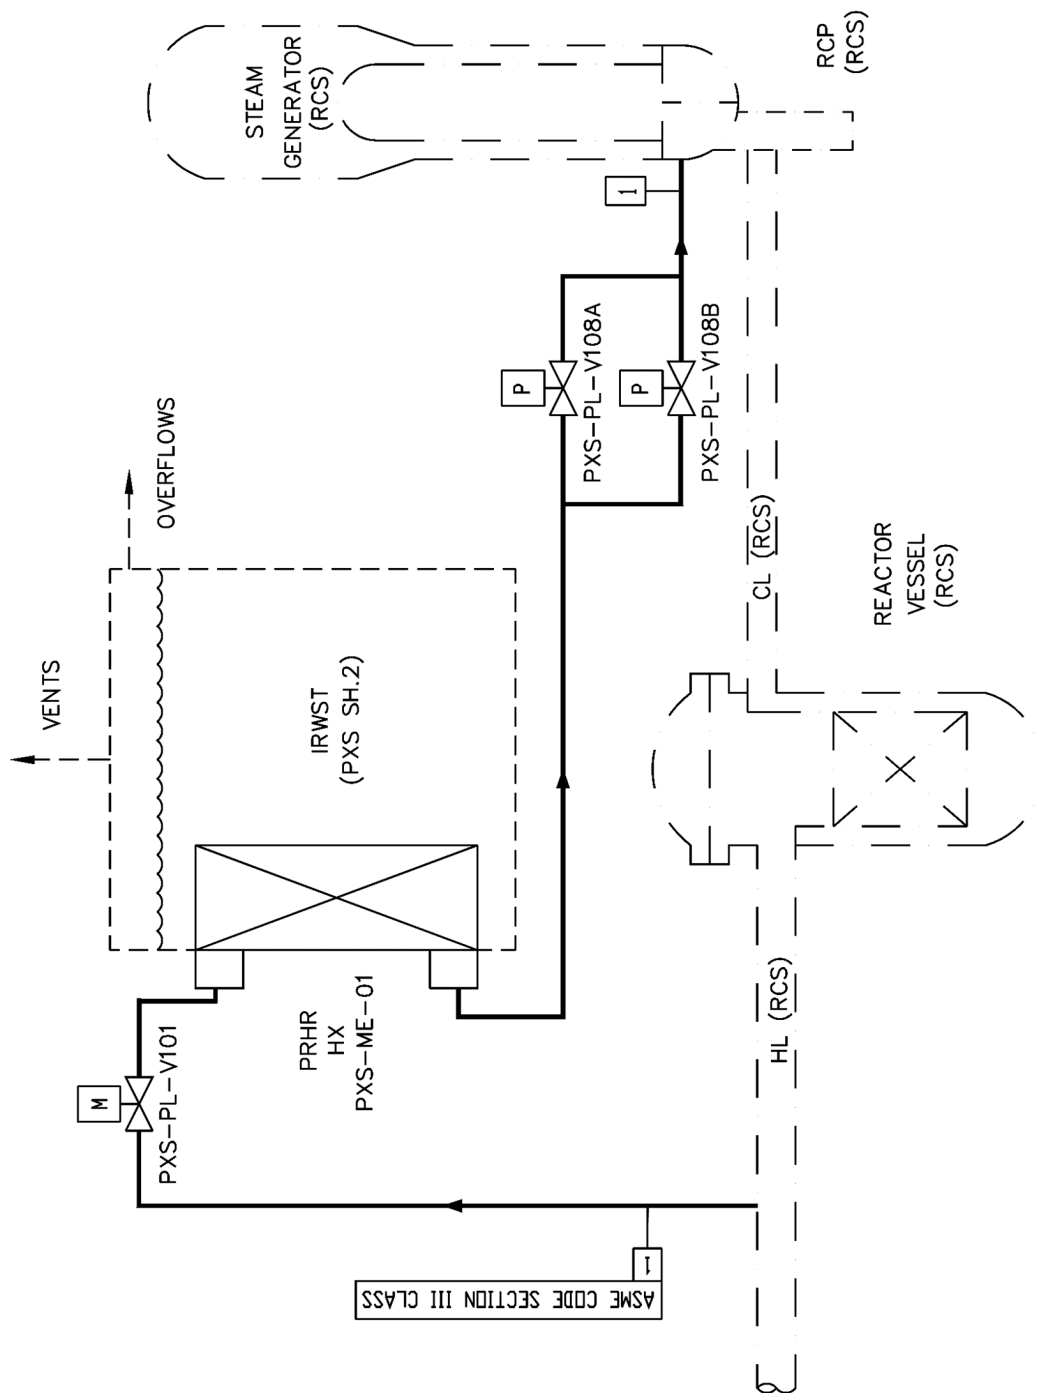 VENTS
OVERFLOWS
IRWST
(PXS SH.2)
PRHR
HX
PXS-ME-01
M
PXS-PL-V101
STEAM
GENERATOR
(RCS)
RCP
(RCS)
1
P
PXS-PL-V108A
P
PXS-PL-V108B
CL (RCS)
REACTOR
VESSEL
(RCS)
HL (RCS)
1
ASME CODE SECTION III CLASS